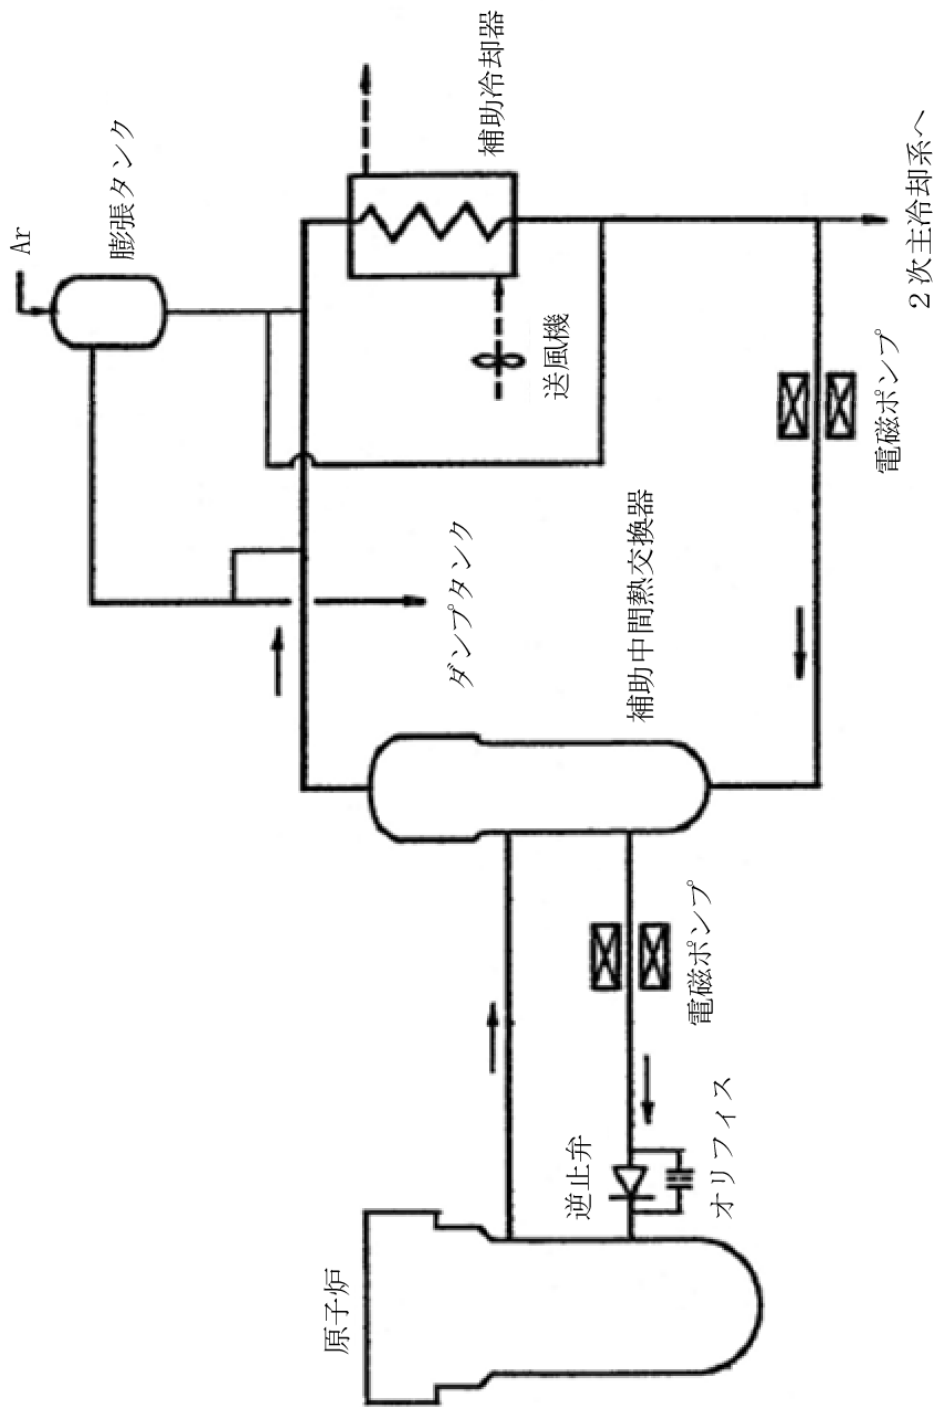 Ar
膨張タンク
補助冷却器
送風機
ダンプタンク
2次主冷却系へ
電磁ポンプ
補助中間熱交換器
電磁ポンプ
逆止弁
オリフィス
原子炉